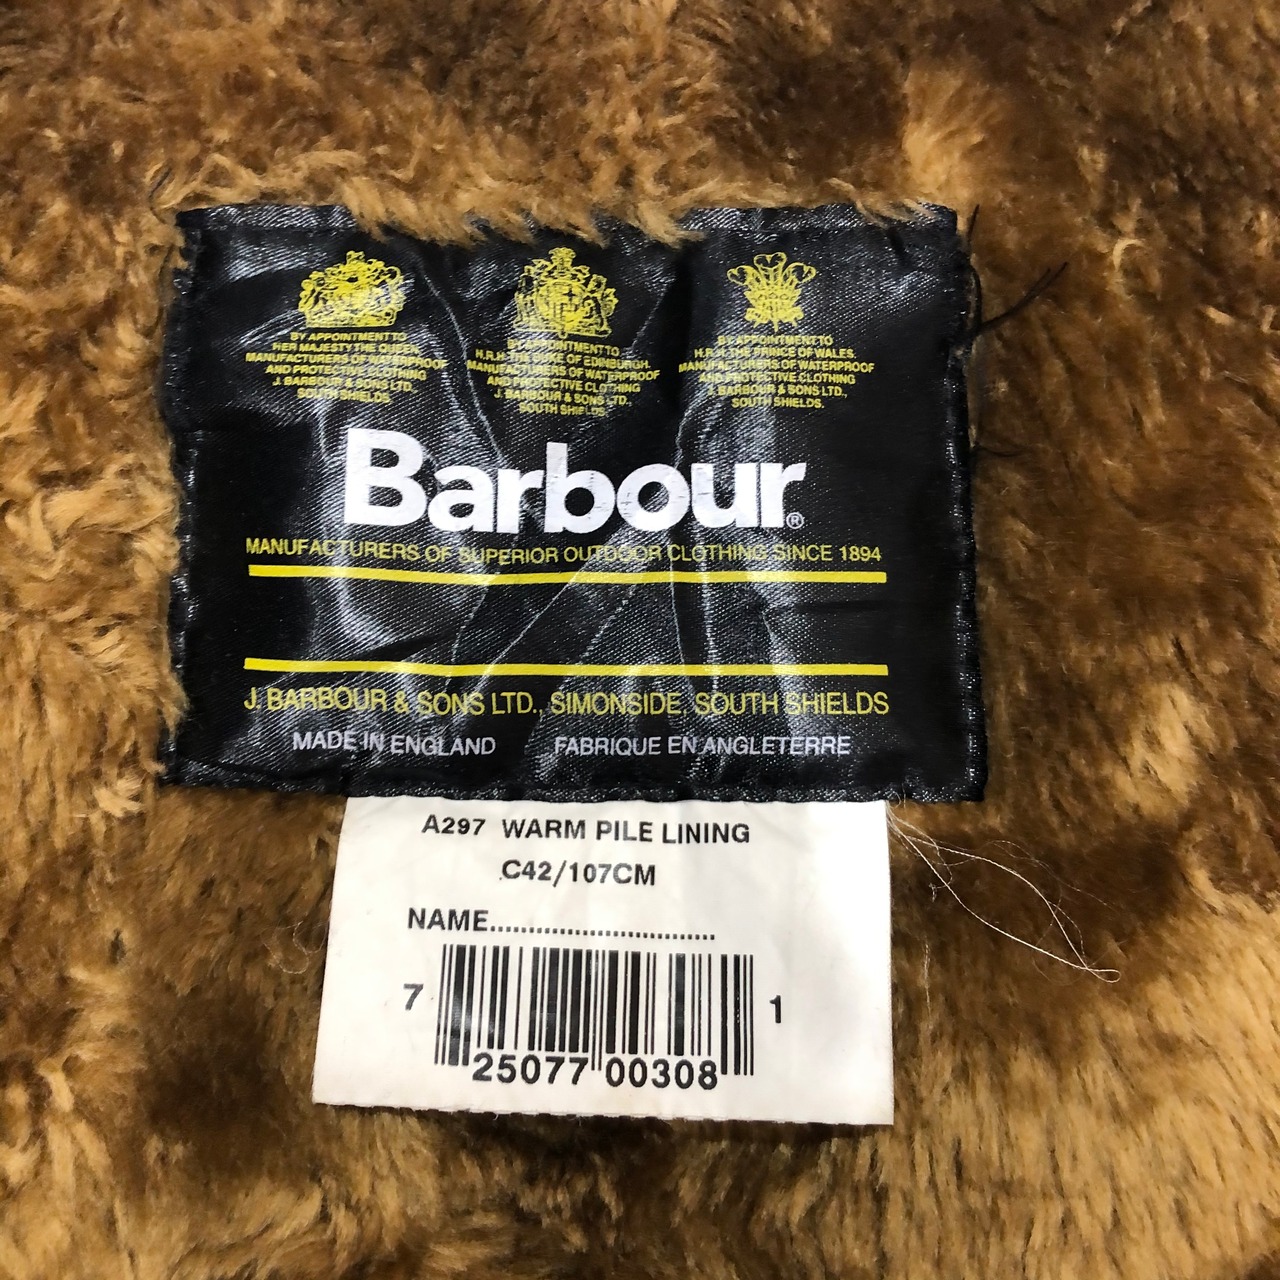 BY APPOINTMENT TO
HER MAJESTY THE QUEEN
MANUFACTURERS OF WATERPROOF
AND PROTECTIVE CLOTHING
J. BARBOUR & SONS LTD.
SOUTH SHIELDS.
BY APPOINTMENT TO
H.R.H. THE DUKE OF EDINBURGH.
MANUFACTURERS OF WATERPROOF
AND PROTECTIVE CLOTHING
J. BARBOUR & SONS LTD.,
SOUTH SHIELDS.
BY APPOINTMENT TO
H.R.H. THE PRINCE OF WALES.
MANUFACTURERS OF WATERPROOF
AND PROTECTIVE CLOTHING
J. BARBOUR & SONS LTD.,
SOUTH SHIELDS.
Barbour®
MANUFACTURERS OF SUPERIOR OUTDOOR CLOTHING SINCE 1894
J. BARBOUR & SONS LTD., SIMONSIDE, SOUTH SHIELDS
MADE IN ENGLAND FABRIQUE EN ANGLETERRE
A297 WARM PILE LINING
C42/107CM
NAME..............................
7 25077 00308 1